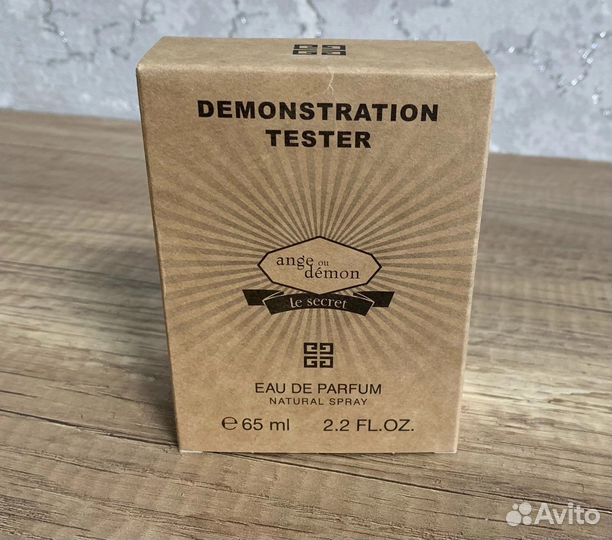 DEMONSTRATION
TESTER
ange ou
démon
le secret
EAU DE PARFUM
NATURAL SPRAY
℮ 65 ml 2.2 FL.OZ.
Avito